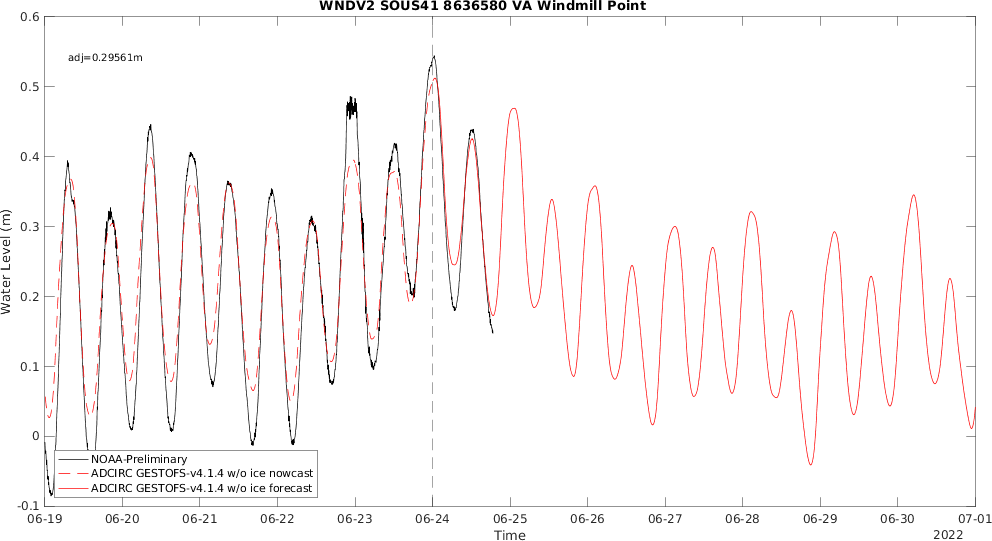 WNDV2 SOUS41 8636580 VA Windmill Point
adj=0.29561m
Water Level (m)
0.6
0.5
0.4
0.3
0.2
0.1
0
-0.1
NOAA-Preliminary
ADCIRC GESTOFS-v4.1.4 w/o ice nowcast
ADCIRC GESTOFS-v4.1.4 w/o ice forecast
06-19 06-20 06-21 06-22 06-23 06-24 06-25 06-26 06-27 06-28 06-29 06-30 07-01
Time
2022